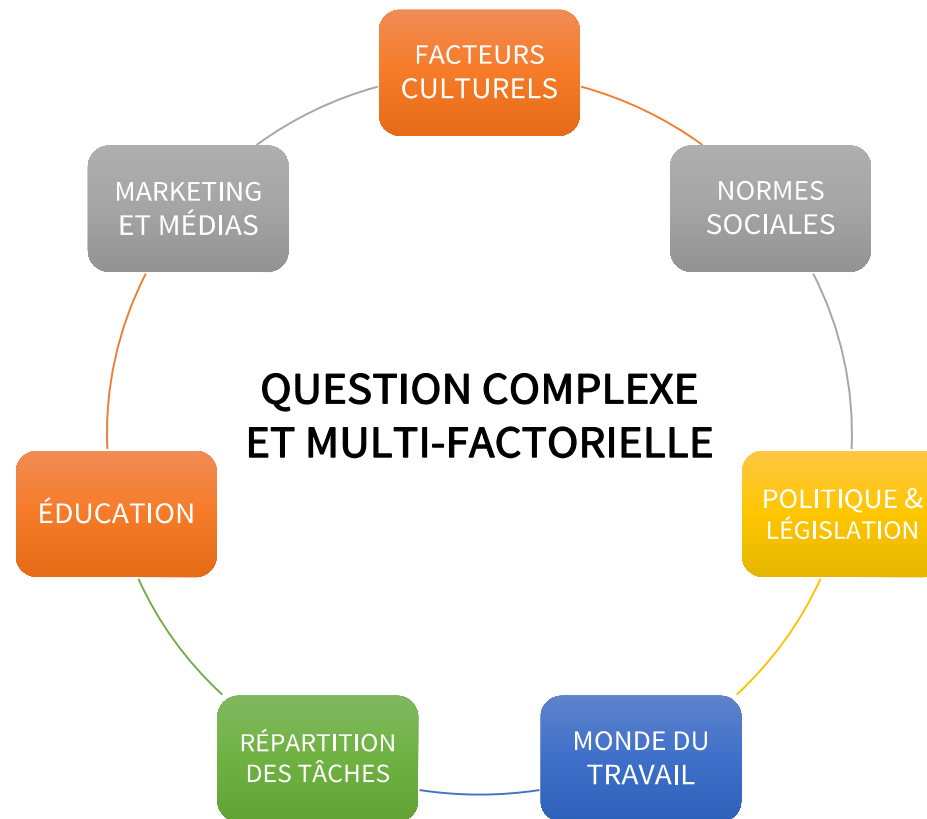 FACTEURS
CULTURELS
NORMES
SOCIALES
POLITIQUE &
LÉGISLATION
MONDE DU
TRAVAIL
RÉPARTITION
DES TÂCHES
ÉDUCATION
MARKETING
ET MÉDIAS
QUESTION COMPLEXE
ET MULTI-FACTORIELLE